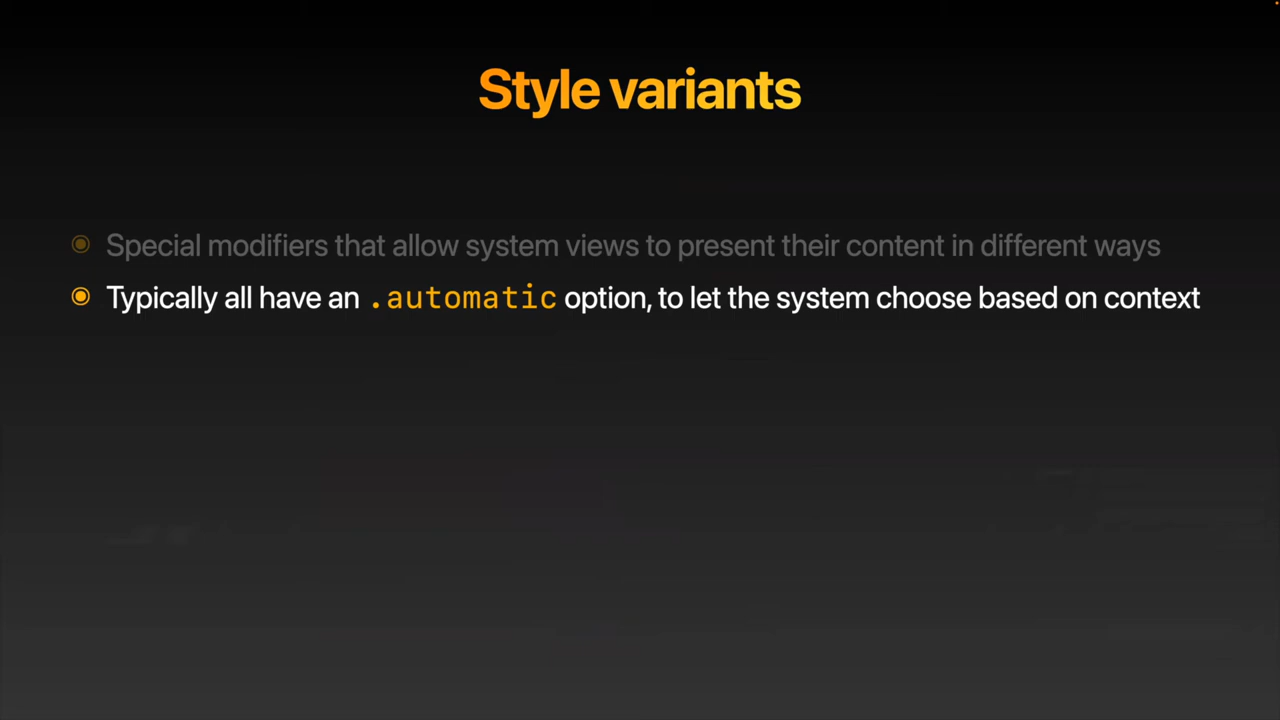 Style variants
Special modifiers that allow system views to present their content in different ways
Typically all have an .automatic option, to let the system choose based on context